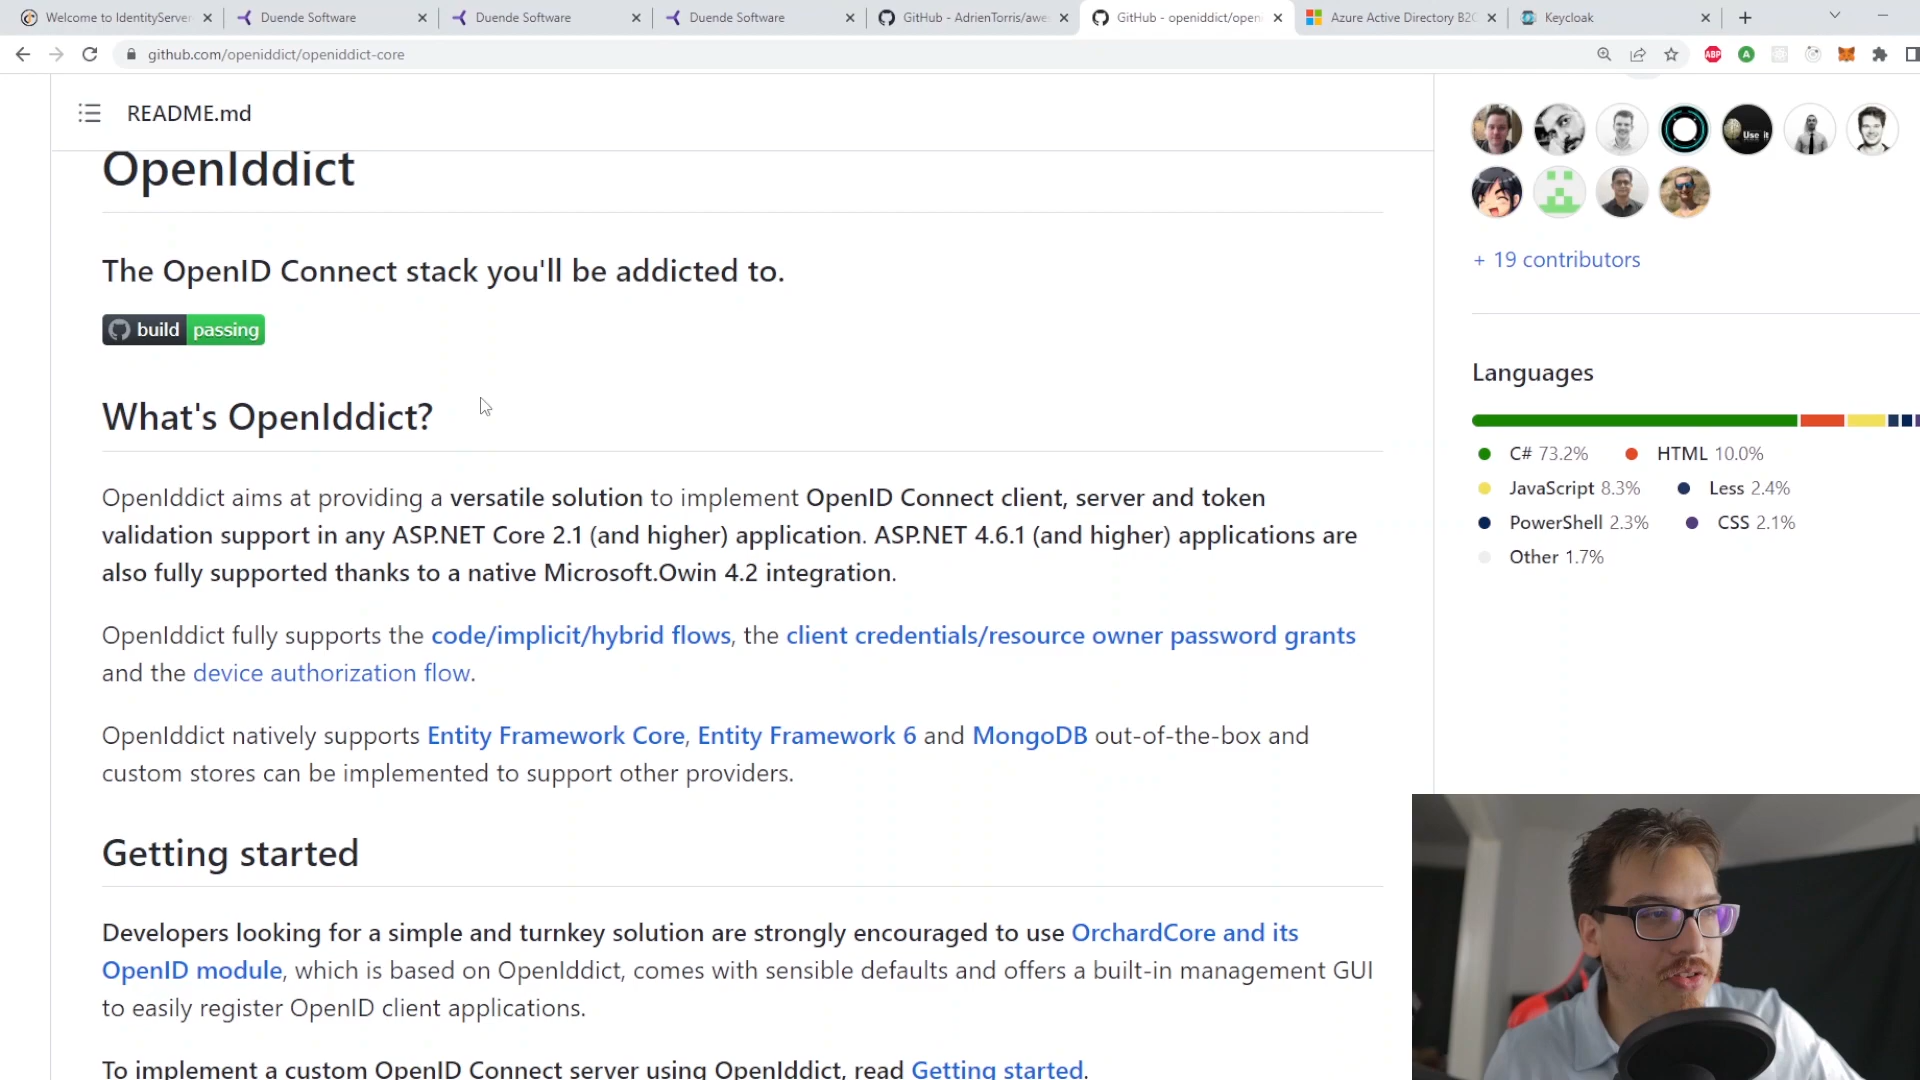 Welcome to IdentityServer
Duende Software
Duende Software
Duende Software
GitHub - AdrienTorris/awe
GitHub - openiddict/open
Azure Active Directory B2C
Keycloak
github.com/openiddict/openiddict-core
ABP
A
README.md
OpenIddict
The OpenID Connect stack you'll be addicted to.
build passing
What's OpenIddict?
OpenIddict aims at providing a versatile solution to implement OpenID Connect client, server and token
validation support in any ASP.NET Core 2.1 (and higher) application. ASP.NET 4.6.1 (and higher) applications are
also fully supported thanks to a native Microsoft.Owin 4.2 integration.
OpenIddict fully supports the code/implicit/hybrid flows, the client credentials/resource owner password grants
and the device authorization flow.
OpenIddict natively supports Entity Framework Core, Entity Framework 6 and MongoDB out-of-the-box and
custom stores can be implemented to support other providers.
Getting started
Developers looking for a simple and turnkey solution are strongly encouraged to use OrchardCore and its
OpenID module, which is based on OpenIddict, comes with sensible defaults and offers a built-in management GUI
to easily register OpenID client applications.
To implement a custom OpenID Connect server using OpenIddict, read Getting started.
Use it
+ 19 contributors
Languages
C# 73.2% HTML 10.0%
JavaScript 8.3% Less 2.4%
PowerShell 2.3% CSS 2.1%
Other 1.7%